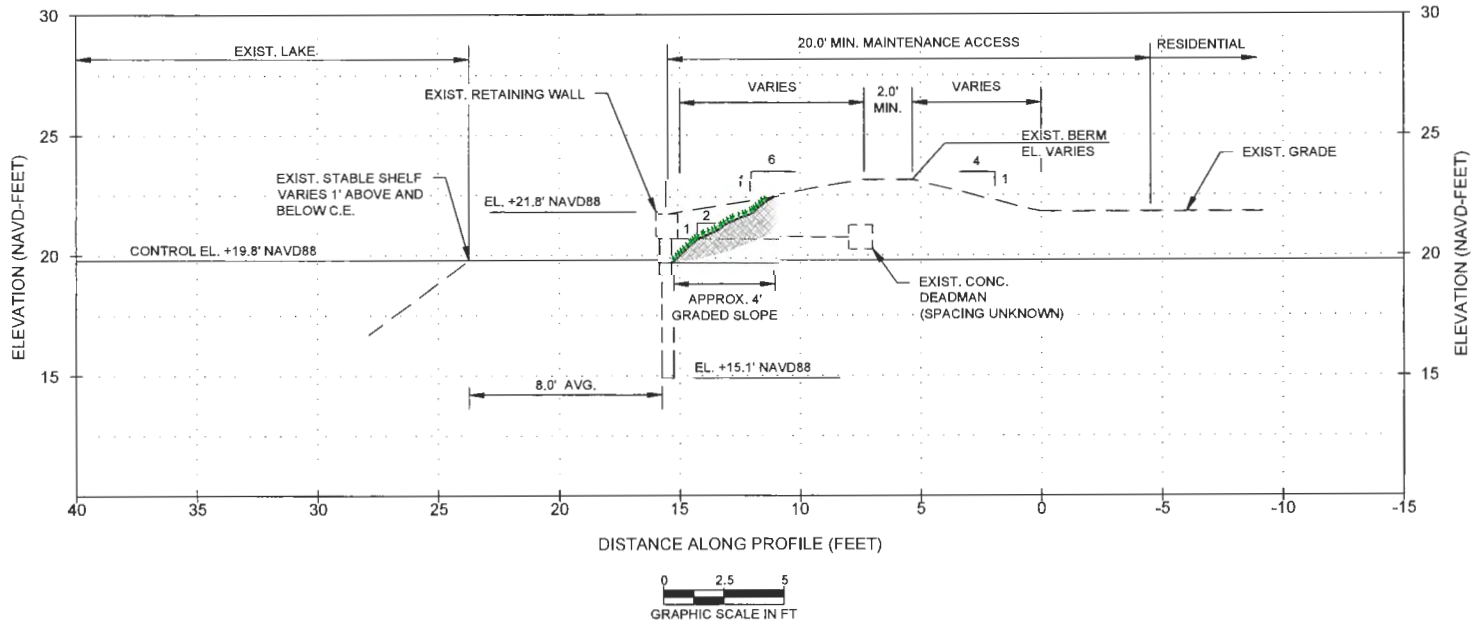 30
25
20
15
ELEVATION (NAVD-FEET)
EXIST. LAKE
20.0' MIN. MAINTENANCE ACCESS
RESIDENTIAL
EXIST. RETAINING WALL
VARIES
2.0'
MIN.
VARIES
EXIST. BERM
EL. VARIES
EXIST. GRADE
EXIST. STABLE SHELF
VARIES 1' ABOVE AND
BELOW C.E.
6
1
4
1
EL. +21.8' NAVD88
2
1
CONTROL EL. +19.8' NAVD88
EXIST. CONC.
DEADMAN
(SPACING UNKNOWN)
APPROX. 4'
GRADED SLOPE
EL. +15.1' NAVD88
8.0' AVG.
30
25
20
15
ELEVATION (NAVD-FEET)
40 35 30 25 20 15 10 5 0 -5 -10 -15
DISTANCE ALONG PROFILE (FEET)
0 2.5 5
GRAPHIC SCALE IN FT